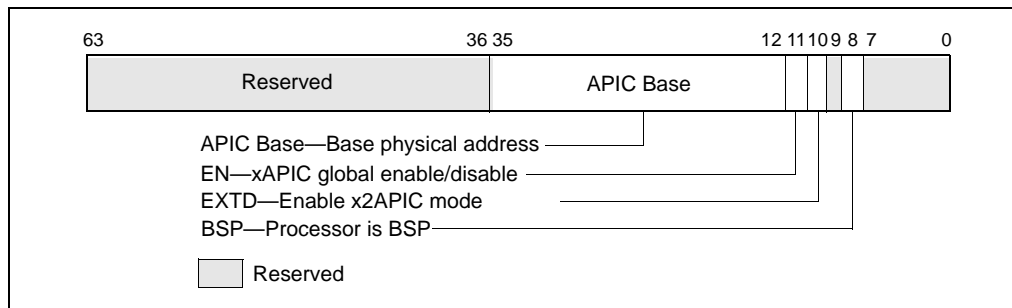 63 36 35 12 11 10 9 8 7 0
Reserved APIC Base
APIC Base—Base physical address
EN—xAPIC global enable/disable
EXTD—Enable x2APIC mode
BSP—Processor is BSP
Reserved